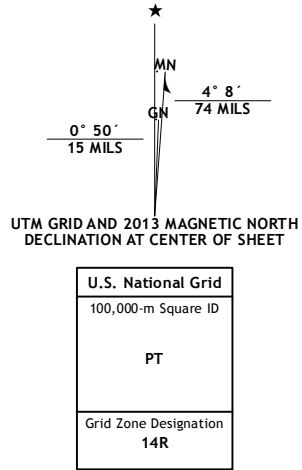 MN
4° 8´
74 MILS
GN
0° 50´
15 MILS
UTM GRID AND 2013 MAGNETIC NORTH
DECLINATION AT CENTER OF SHEET
U.S. National Grid
100,000-m Square ID
PT
Grid Zone Designation
14R